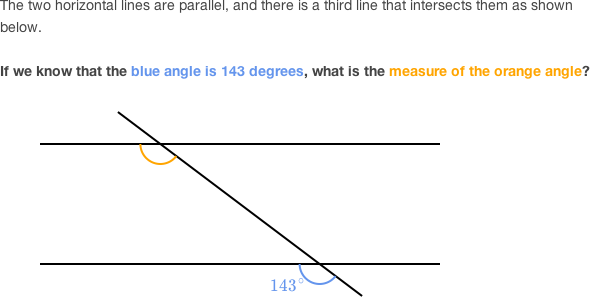 The two horizontal lines are parallel, and there is a third line that intersects them as shown
below.
If we know that the blue angle is 143 degrees, what is the measure of the orange angle?
143°